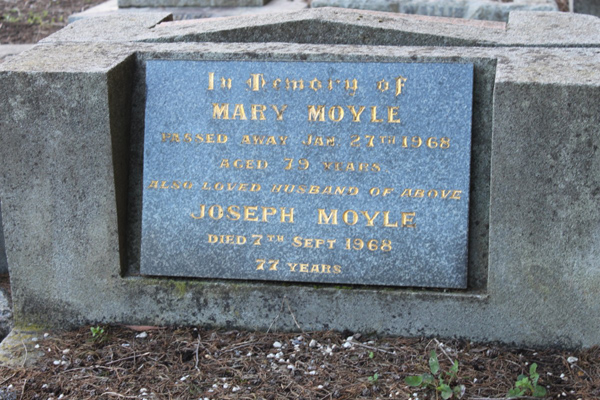 In Memory of
MARY MOYLE
PASSED AWAY JAN 27TH 1968
AGED 79 YEARS
ALSO LOVED HUSBAND OF ABOVE
JOSEPH MOYLE
DIED 7TH SEPT 1968
77 YEARS